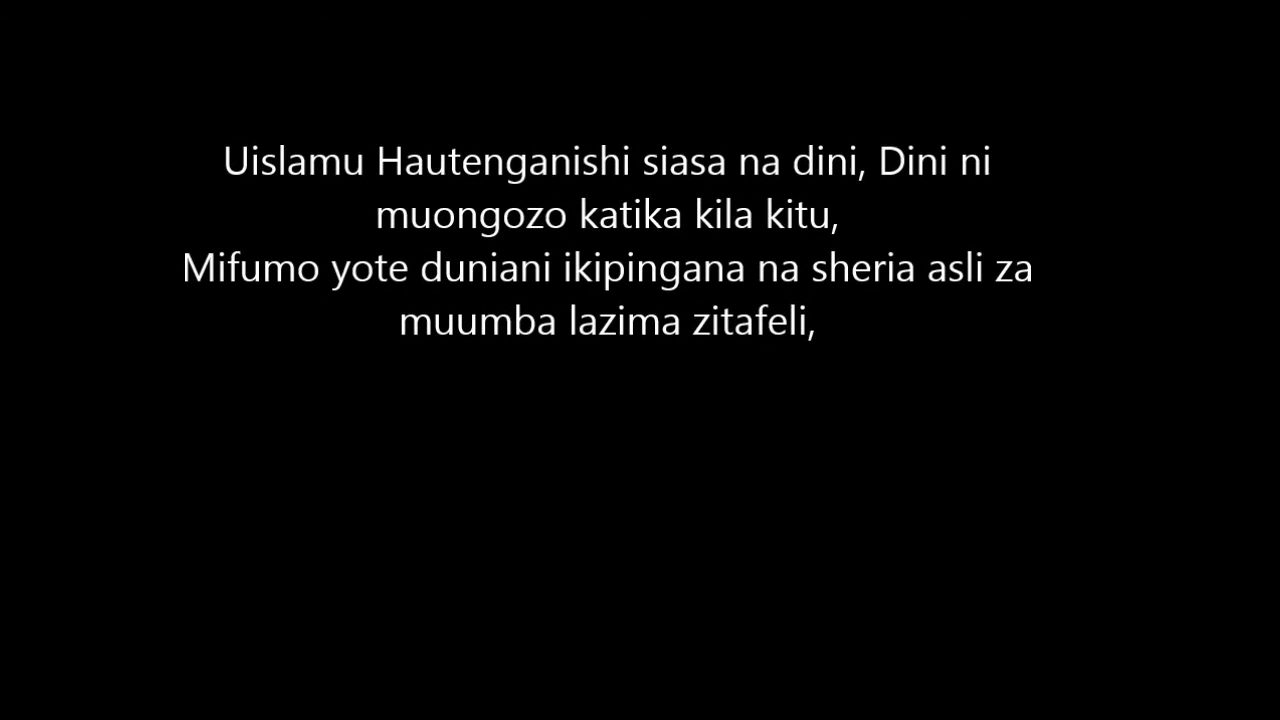 Uislamu Hautenganishi siasa na dini, Dini ni
muongozo katika kila kitu,
Mifumo yote duniani ikipingana na sheria asli za
muumba lazima zitafeli,